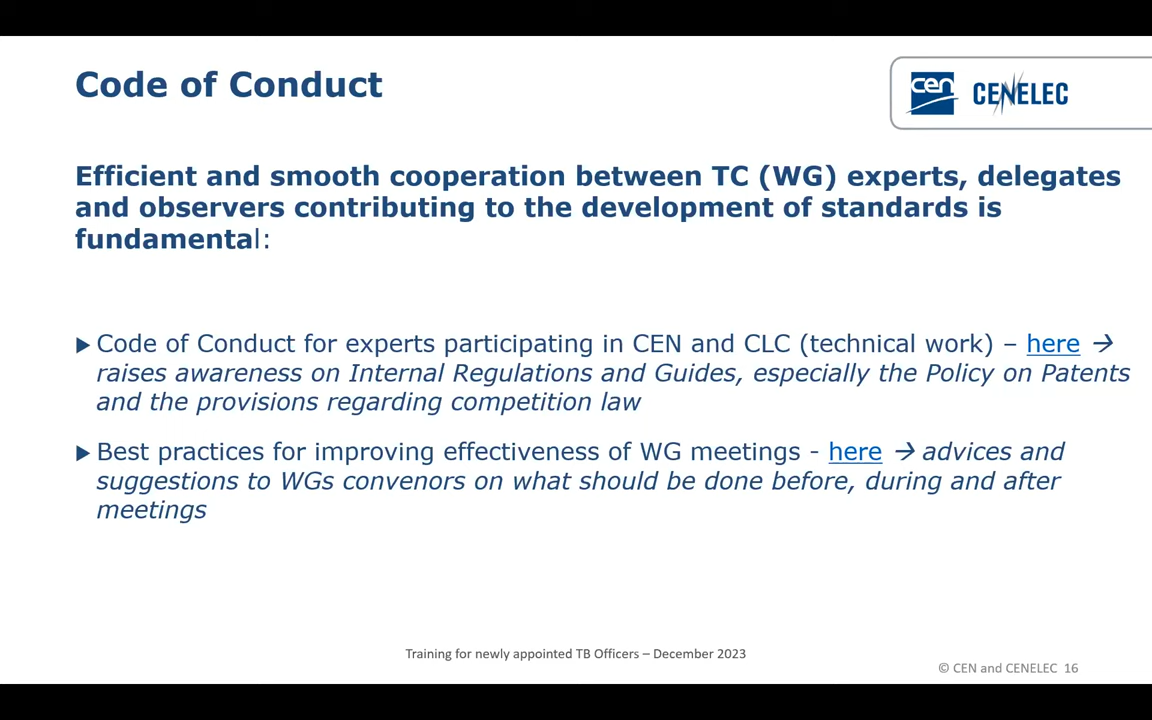 Code of Conduct
cen CENELEC
Efficient and smooth cooperation between TC (WG) experts, delegates
and observers contributing to the development of standards is
fundamental:
Code of Conduct for experts participating in CEN and CLC (technical work) – here →
raises awareness on Internal Regulations and Guides, especially the Policy on Patents
and the provisions regarding competition law
Best practices for improving effectiveness of WG meetings - here → advices and
suggestions to WGs convenors on what should be done before, during and after
meetings
Training for newly appointed TB Officers – December 2023
© CEN and CENELEC 16